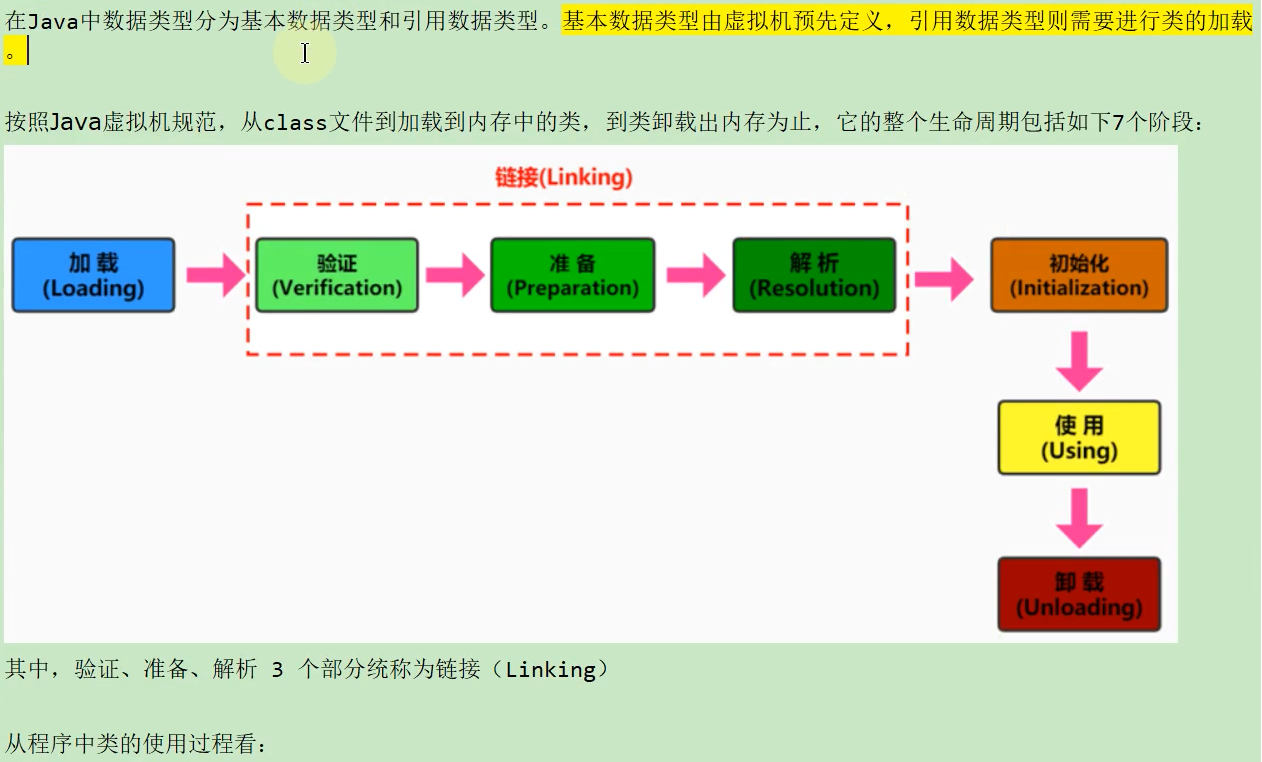 在Java中数据类型分为基本数据类型和引用数据类型。基本数据类型由虚拟机预先定义，引用数据类型则需要进行类的加载
。
按照Java虚拟机规范，从class文件到加载到内存中的类，到类卸载出内存为止，它的整个生命周期包括如下7个阶段：
链接(Linking)
加 载
(Loading)
验证
(Verification)
准 备
(Preparation)
解 析
(Resolution)
初始化
(Initialization)
使 用
(Using)
卸 载
(Unloading)
其中，验证、准备、解析 3 个部分统称为链接（Linking）
从程序中类的使用过程看：